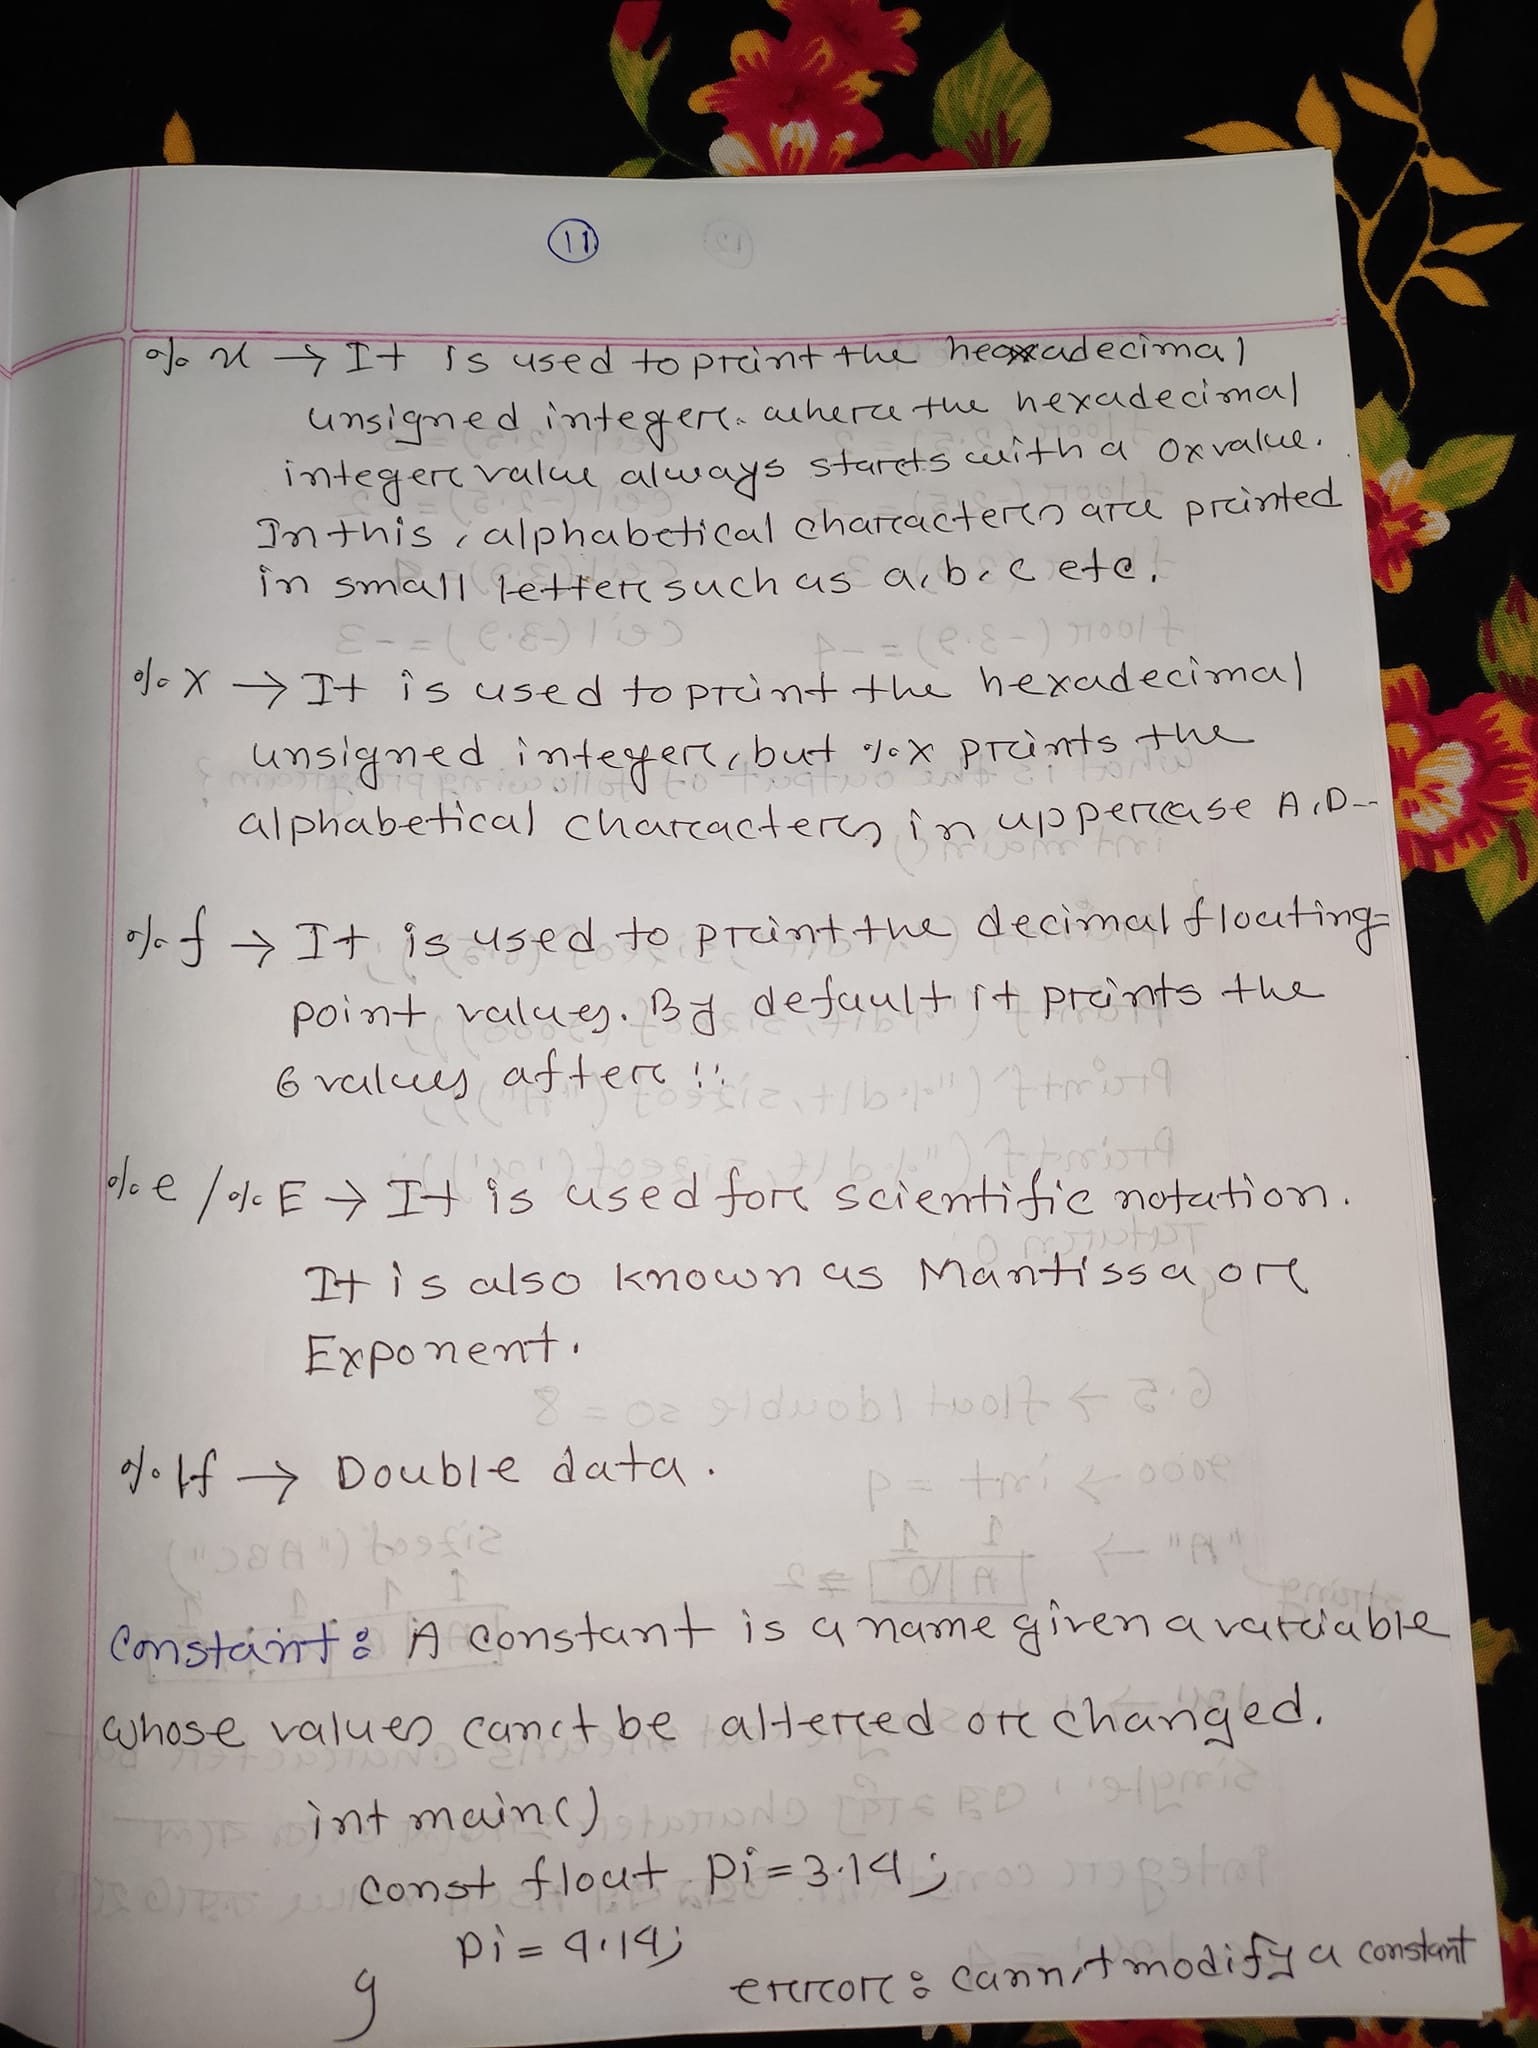 11
%x → It is used to print the hexadecimal
unsigned integer. where the hexadecimal
integer value always starts with a 0x value.
In this, alphabetical characters are printed
in small letter such as a, b, c etc.
%X → It is used to print the hexadecimal
unsigned integer, but %X prints the
alphabetical characters in uppercase A, D--
%f → It is used to print the decimal floating-
point values. By default it prints the
6 values after '.'
%e / %E → It is used for scientific notation.
It is also known as Mantissa or
Exponent.
%lf → Double data.
Constant: A constant is a name given a variable
whose values can't be altered or changed.
int main()
const float pi = 3.14;
pi = 4.14;
}
error: cann't modify a constant